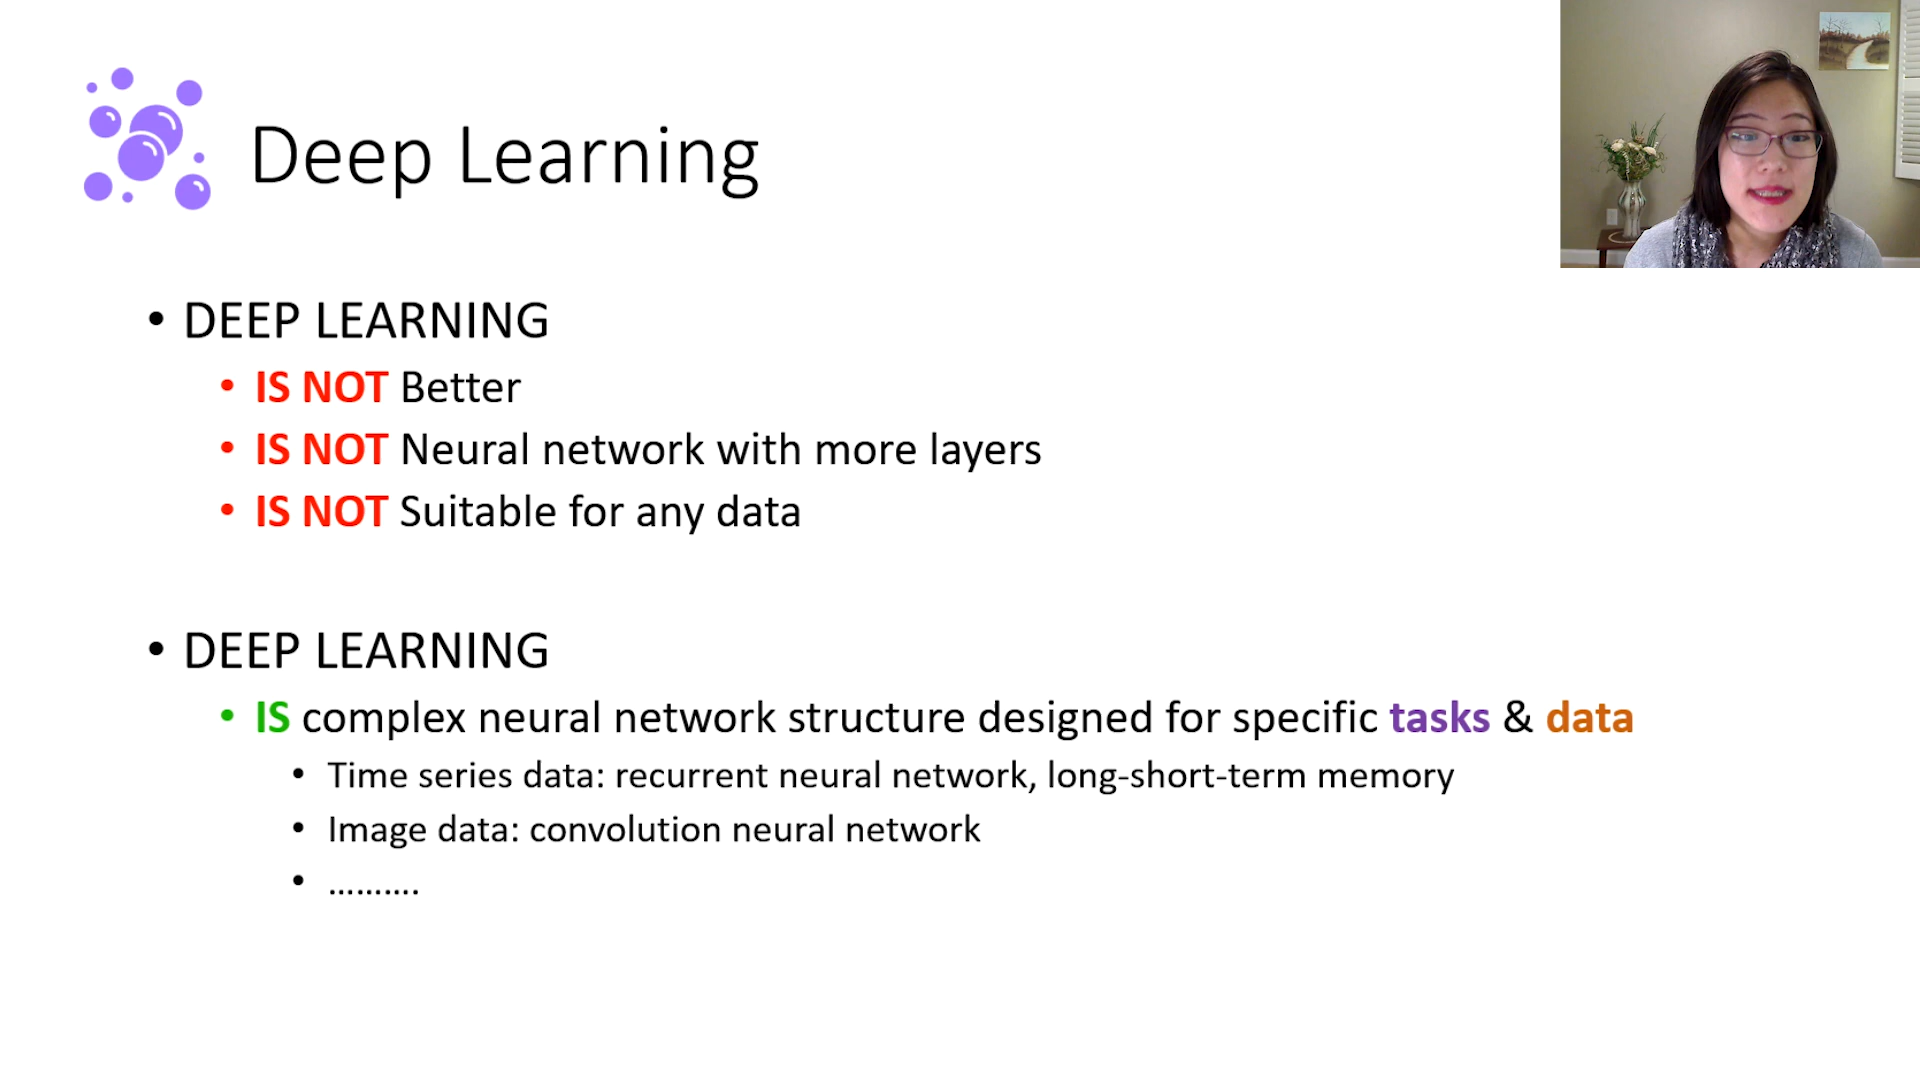 Deep Learning
• DEEP LEARNING
• IS NOT Better
• IS NOT Neural network with more layers
• IS NOT Suitable for any data
• DEEP LEARNING
• IS complex neural network structure designed for specific tasks & data
• Time series data: recurrent neural network, long-short-term memory
• Image data: convolution neural network
• ..........